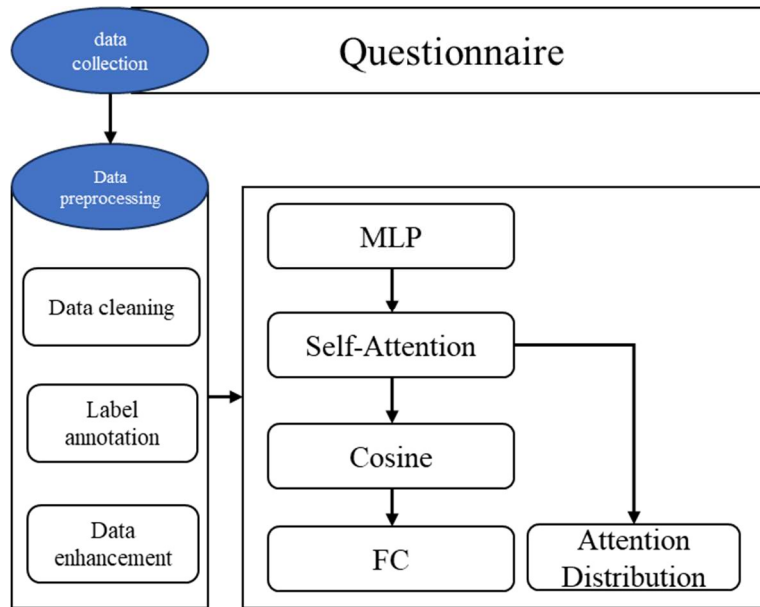 data
collection
Questionnaire
Data
preprocessing
Data cleaning
Label
annotation
Data
enhancement
MLP
Self-Attention
Cosine
FC
Attention
Distribution